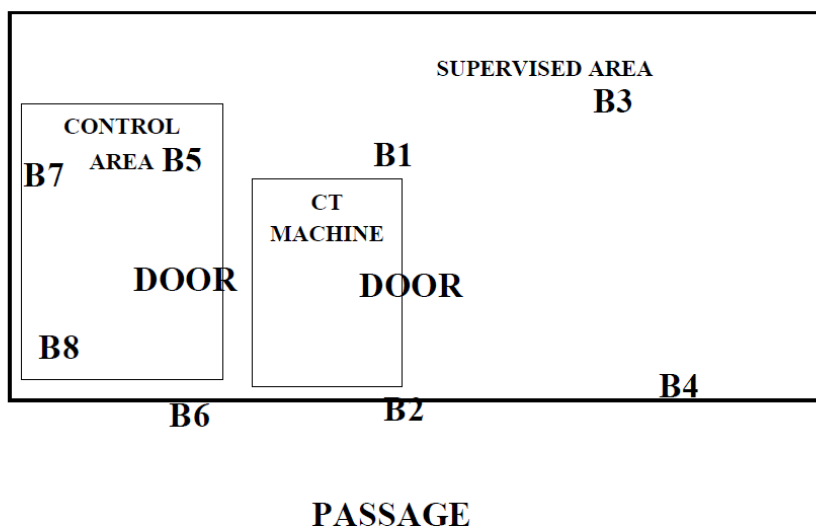 SUPERVISED AREA
B3
CONTROL
AREA B5
B7
B1
CT
MACHINE
DOOR
DOOR
B8
B4
B6
B2
PASSAGE